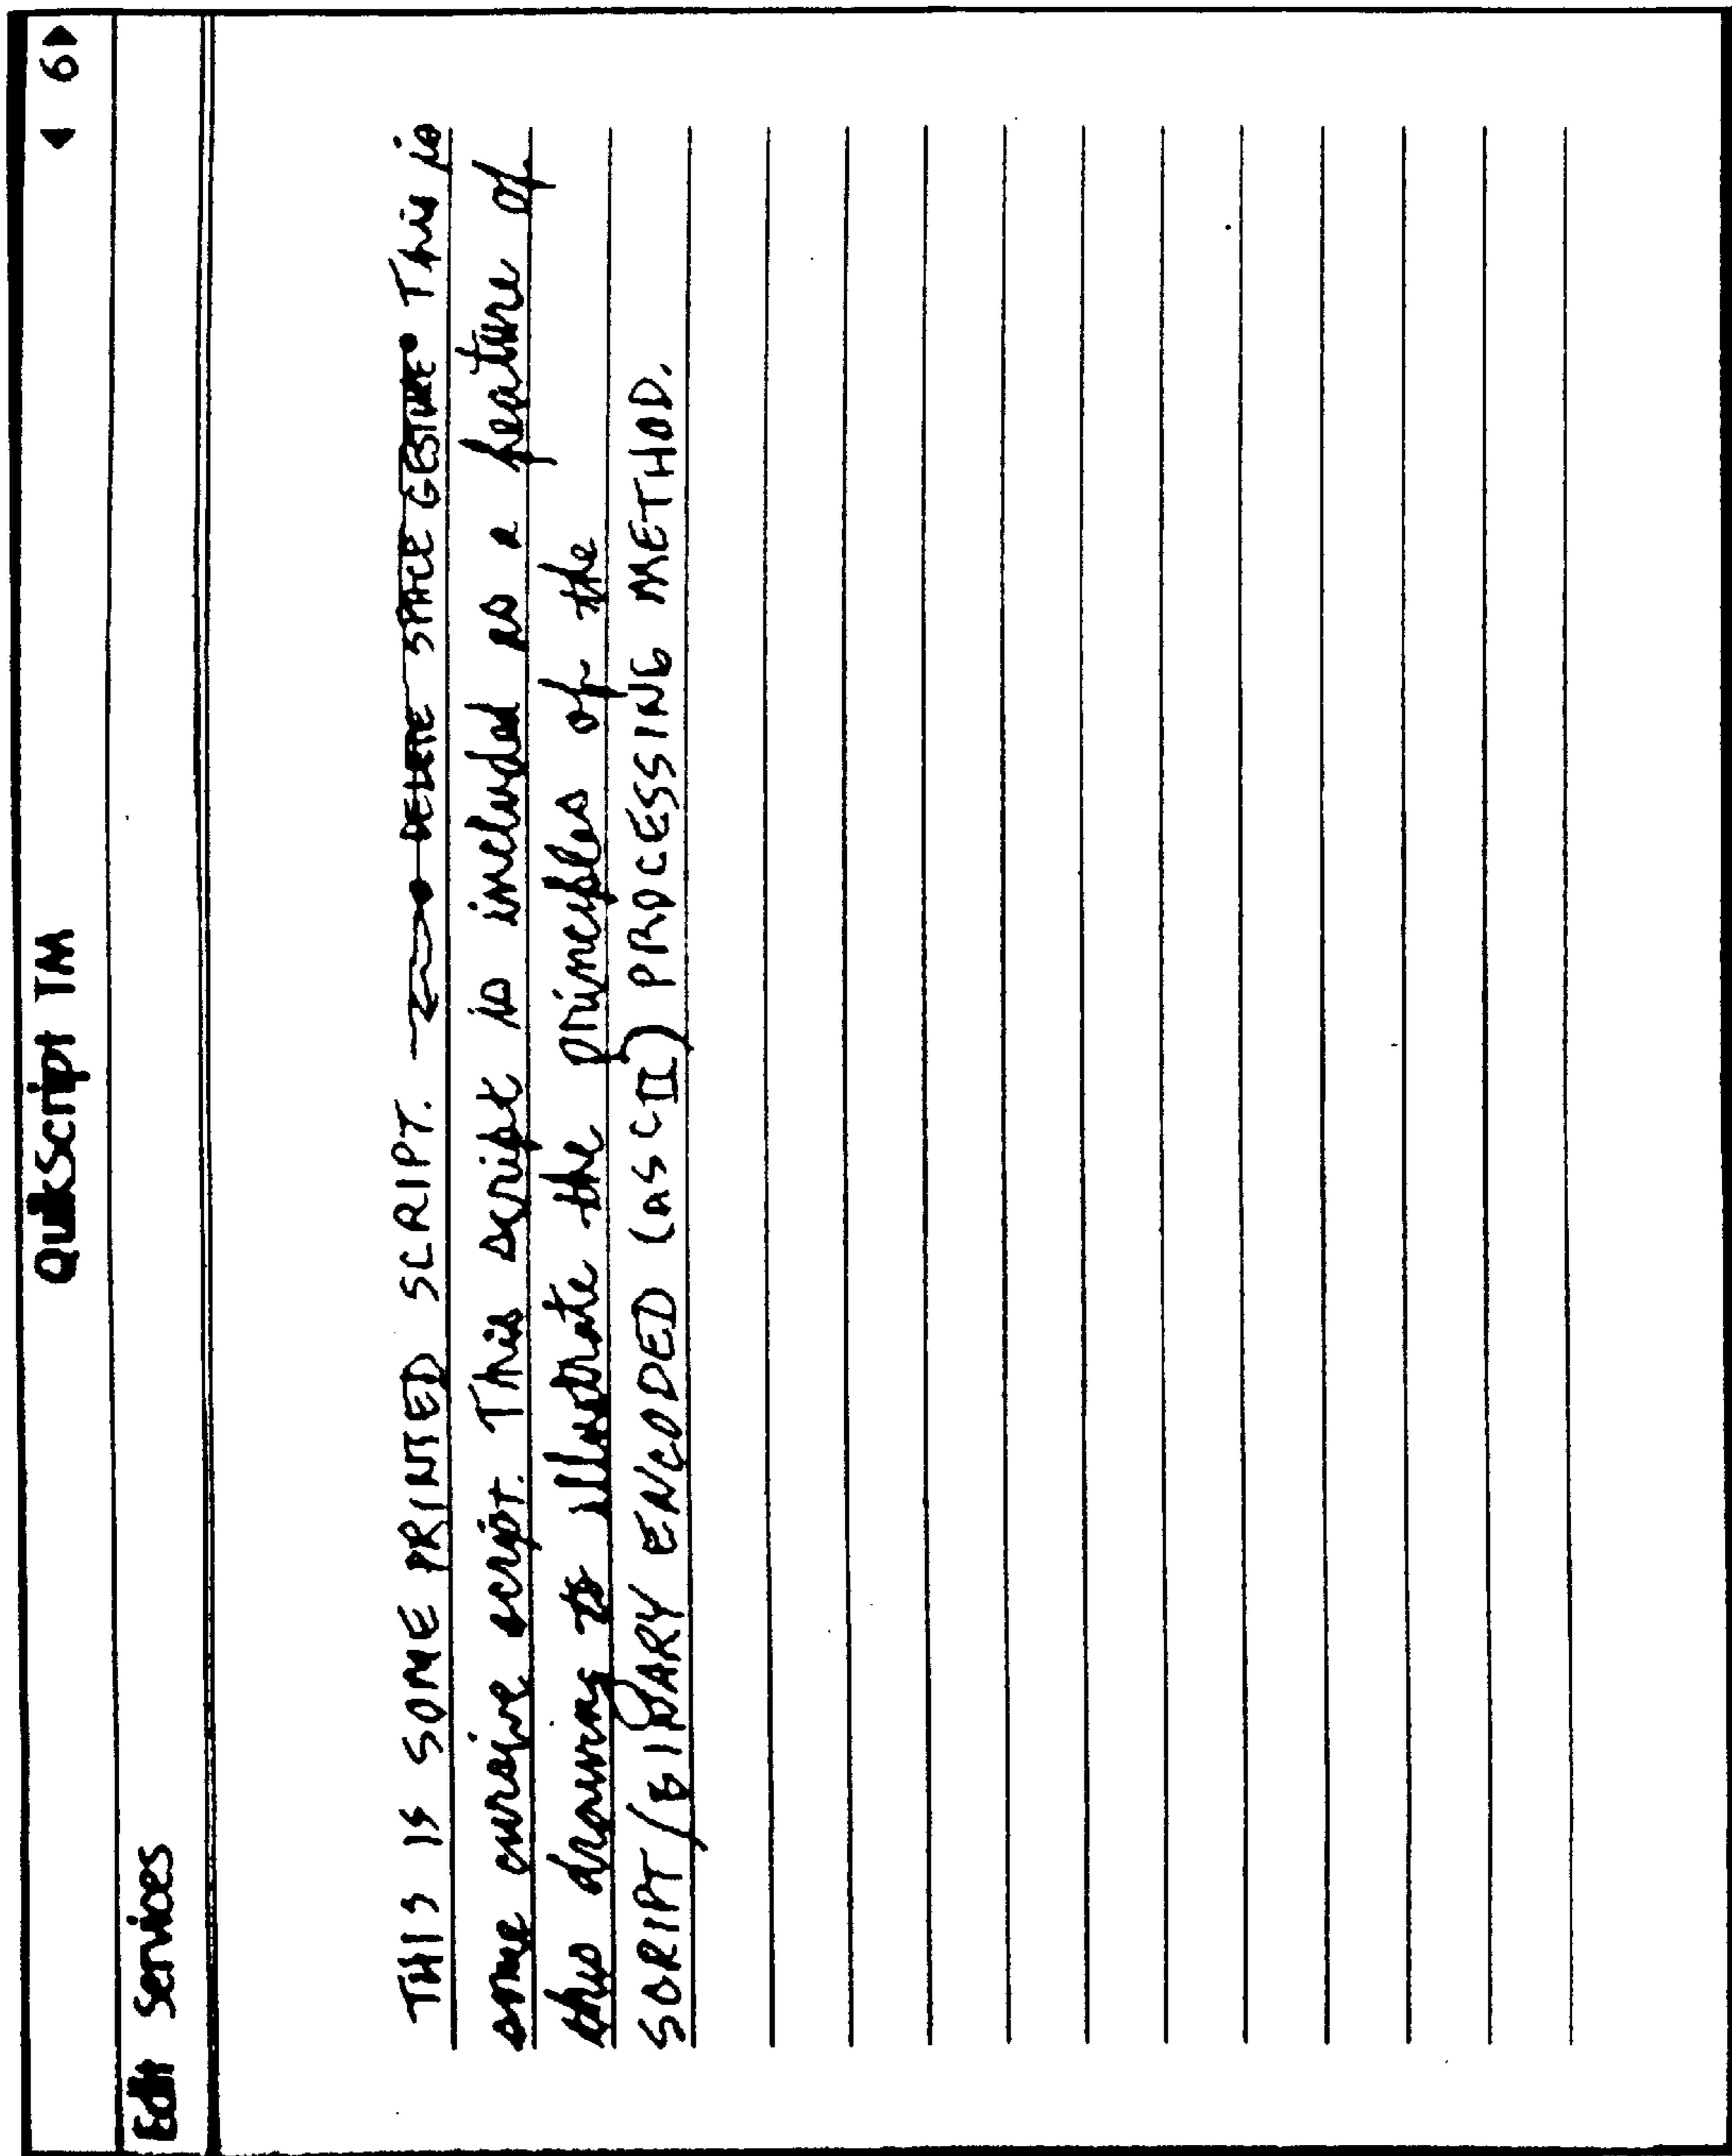 QuikScript TM ◀ 6 ▶
Edit Services
THIS IS SOME PRINTED SCRIPT. DELETE SPACE GESTURE This is
some cursive script. This script is included as a feature of
this drawing to illustrate the principles of the
SCRIPT/BINARY ENCODED (ASCII) PROCESSING METHOD.